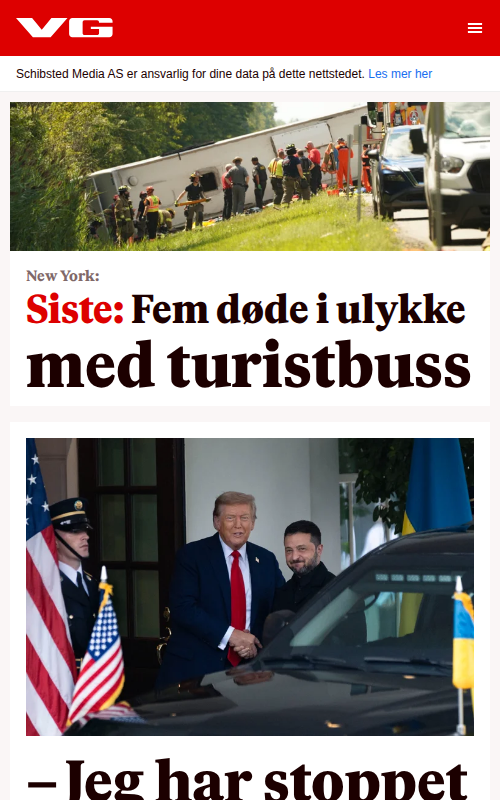 VG
Schibsted Media AS er ansvarlig for dine data på dette nettstedet. Les mer her
New York:
Siste: Fem døde i ulykke
med turistbuss
– Jeg har stoppet